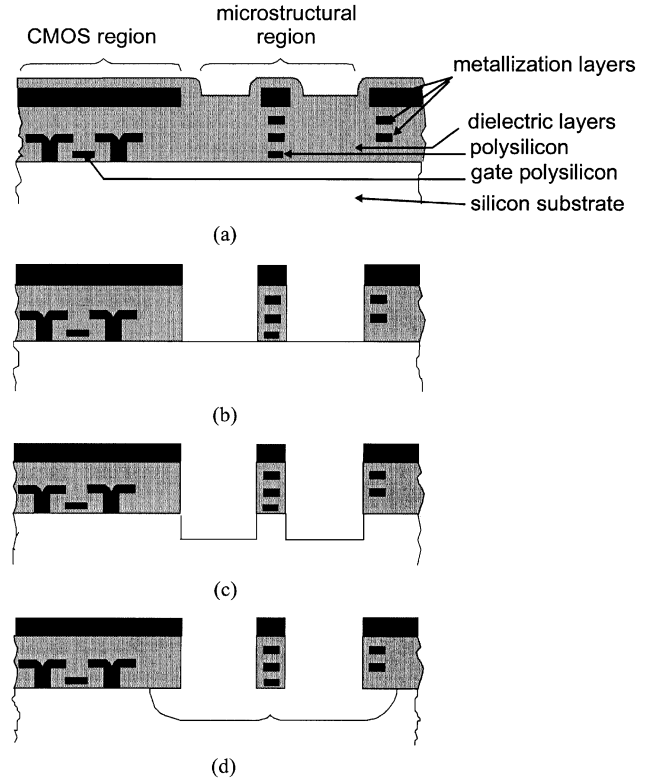 microstructural
region
CMOS region
metallization layers
dielectric layers
polysilicon
gate polysilicon
silicon substrate
(a)
(b)
(c)
(d)